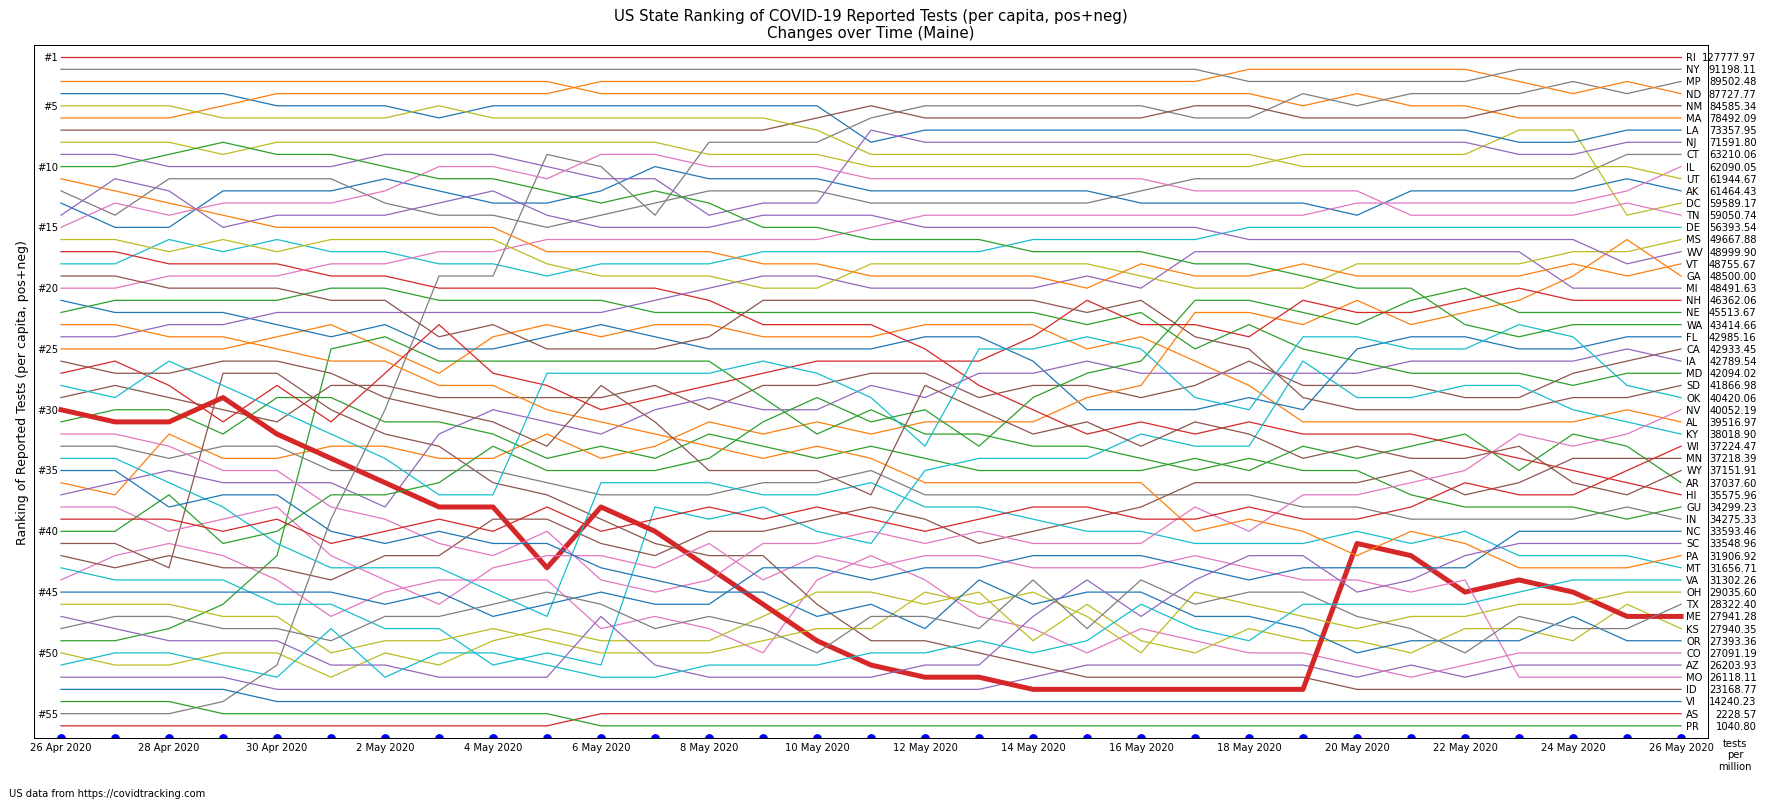 US State Ranking of COVID-19 Reported Tests (per capita, pos+neg)
Changes over Time (Maine)
Ranking of Reported Tests (per capita, pos+neg)
#1
#5
#10
#15
#20
#25
#30
#35
#40
#45
#50
#55
RI 127777.97
NY 91198.11
MP 89502.48
ND 87727.77
NM 84585.34
MA 78492.09
LA 73357.95
NJ 71591.80
CT 63210.06
IL 62090.05
UT 61944.67
AK 61464.43
DC 59589.17
TN 59050.74
DE 56393.54
MS 49667.88
WV 48999.90
VT 48755.67
GA 48500.00
MI 48491.63
NH 46362.06
NE 45513.67
WA 43414.66
FL 42985.16
CA 42933.45
IA 42789.54
MD 42094.02
SD 41866.98
OK 40420.06
NV 40052.19
AL 39516.97
KY 38018.90
WI 37224.47
MN 37218.39
WY 37151.91
AR 37037.60
HI 35575.96
GU 34299.23
IN 34275.33
NC 33593.46
SC 33548.96
PA 31906.92
MT 31656.71
VA 31302.26
OH 29035.60
TX 28322.40
ME 27941.28
KS 27940.35
OR 27393.36
CO 27091.19
AZ 26203.93
MO 26118.11
ID 23168.77
VI 14240.23
AS 2228.57
PR 1040.80
26 Apr 2020 28 Apr 2020 30 Apr 2020 2 May 2020 4 May 2020 6 May 2020 8 May 2020 10 May 2020 12 May 2020 14 May 2020 16 May 2020 18 May 2020 20 May 2020 22 May 2020 24 May 2020 26 May 2020
tests
per
million
US data from https://covidtracking.com